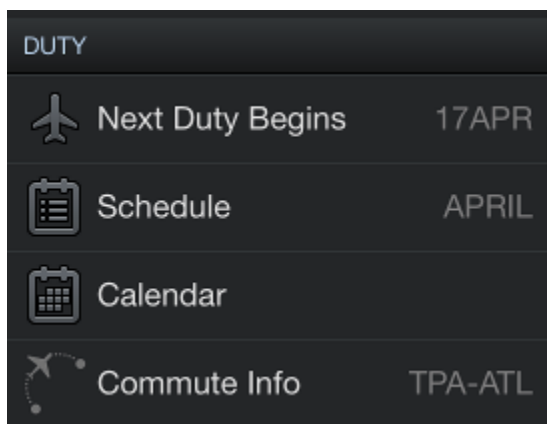 DUTY
Next Duty Begins 17APR
Schedule APRIL
Calendar
Commute Info TPA-ATL